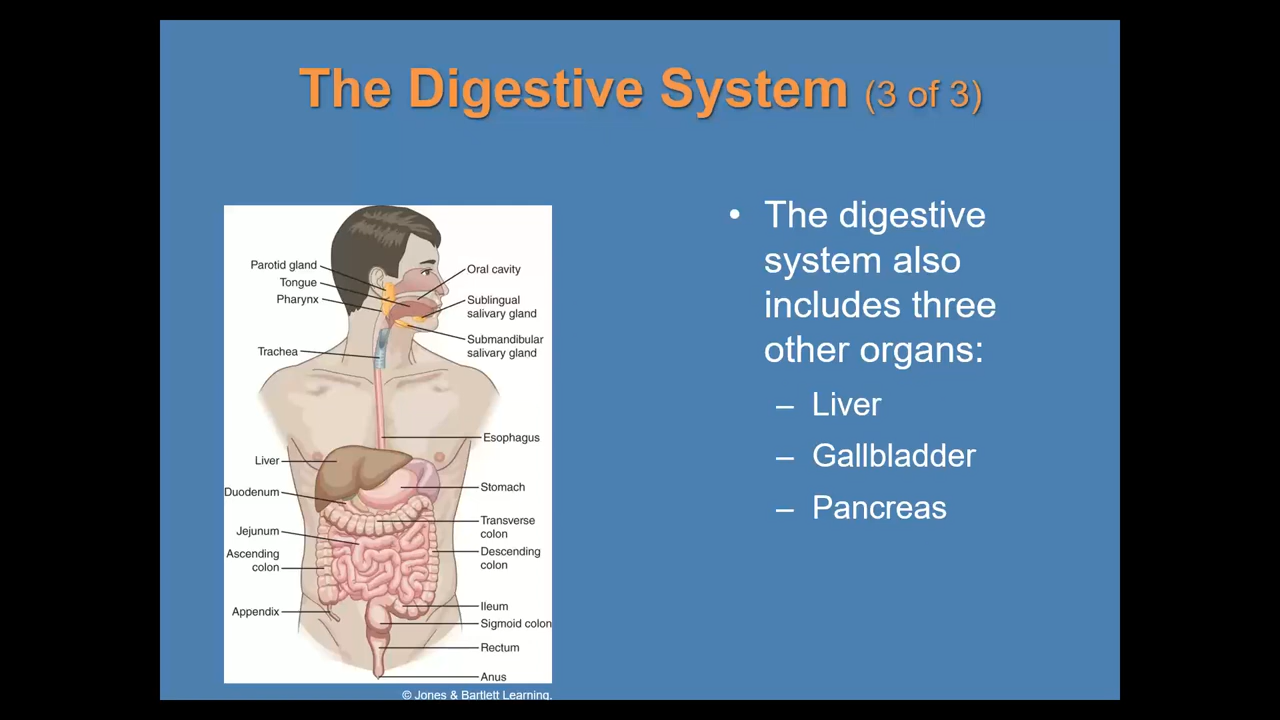 The Digestive System (3 of 3)
Parotid gland
Tongue
Pharynx
Trachea
Liver
Duodenum
Jejunum
Ascending
colon
Appendix
Oral cavity
Sublingual
salivary gland
Submandibular
salivary gland
Esophagus
Stomach
Transverse
colon
Descending
colon
Ileum
Sigmoid colon
Rectum
Anus
© Jones & Bartlett Learning.
• The digestive
system also
includes three
other organs:
– Liver
– Gallbladder
– Pancreas